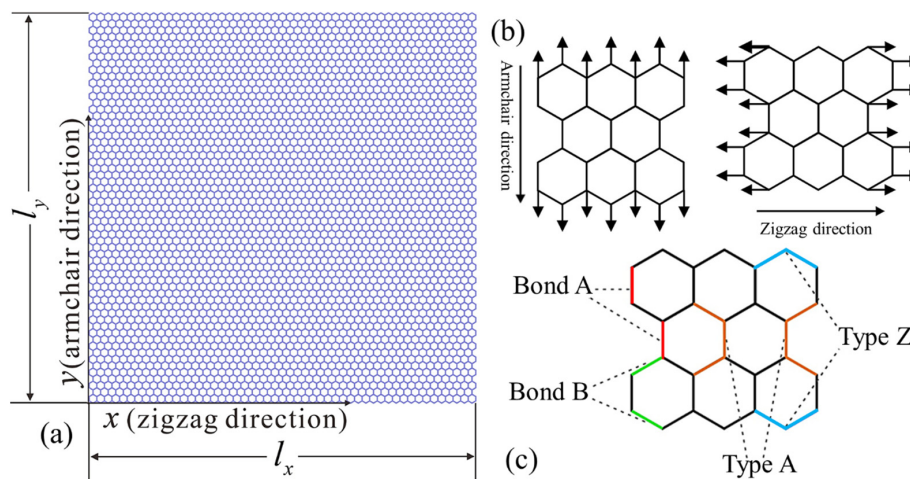 (a)
l_y
y(armchair direction)
x (zigzag direction)
l_x
(b)
Armchair
direction
Zigzag
direction
(c)
Bond A
Bond B
Type Z
Type A